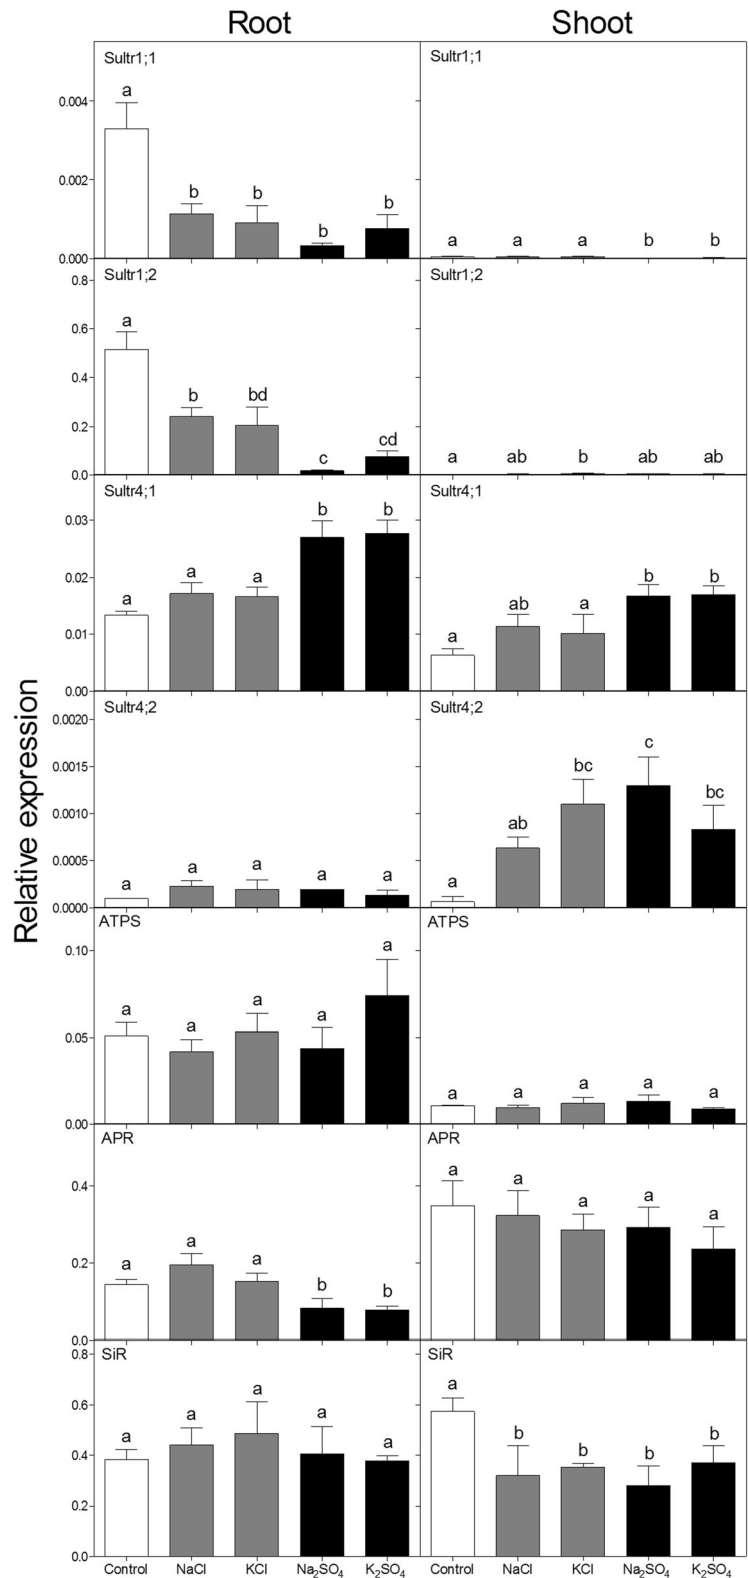 Root Shoot
Relative expression
Sultr1;1 Sultr1;1
0.004
a
0.002
b b b b
a a a b b
0.000
Sultr1;2 Sultr1;2
0.8
0.6
a
0.4
b bd
0.2
c cd
a ab b ab ab
0.0
Sultr4;1 Sultr4;1
0.03
a a a b b
0.02
a ab a b b
0.01
0.00
Sultr4;2 Sultr4;2
0.0020
0.0015
a ab bc c bc
0.0010
0.0005
a a a a a
0.0000
ATPS ATPS
0.10
a a a a a
0.05
a a a a a
0.00
APR APR
0.4
a a a a a
0.2
a a a b b
0.0
SiR SiR
0.8
0.6
a a a a a
0.4
a b b b b
0.2
0.0
Control NaCl KCl Na₂SO₄ K₂SO₄ Control NaCl KCl Na₂SO₄ K₂SO₄